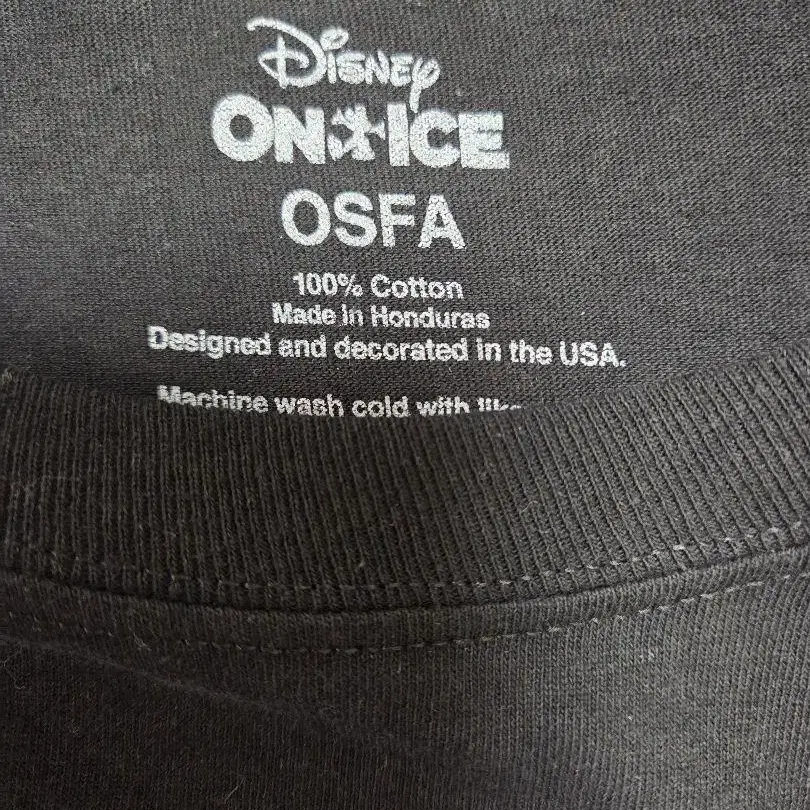 Disney
ON ICE
OSFA
100% Cotton
Made in Honduras
Designed and decorated in the USA.
Machine wash cold with